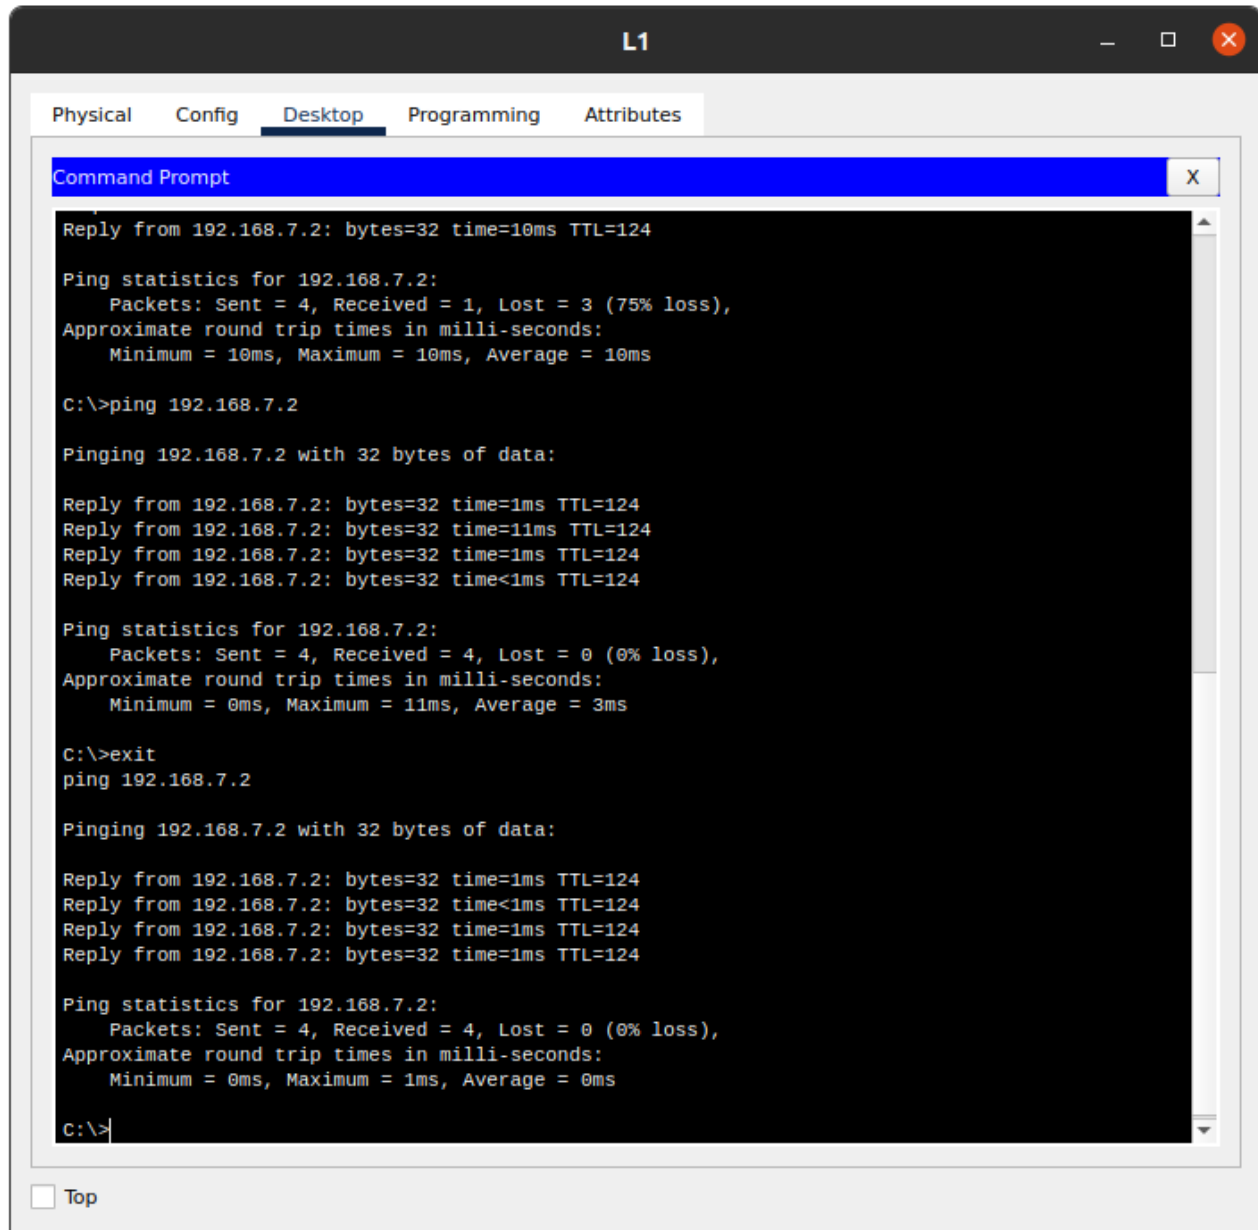 L1
Physical Config Desktop Programming Attributes
Command Prompt X
Reply from 192.168.7.2: bytes=32 time=10ms TTL=124
Ping statistics for 192.168.7.2:
    Packets: Sent = 4, Received = 1, Lost = 3 (75% loss),
Approximate round trip times in milli-seconds:
    Minimum = 10ms, Maximum = 10ms, Average = 10ms
C:\>ping 192.168.7.2
Pinging 192.168.7.2 with 32 bytes of data:
Reply from 192.168.7.2: bytes=32 time=1ms TTL=124
Reply from 192.168.7.2: bytes=32 time=11ms TTL=124
Reply from 192.168.7.2: bytes=32 time=1ms TTL=124
Reply from 192.168.7.2: bytes=32 time<1ms TTL=124
Ping statistics for 192.168.7.2:
    Packets: Sent = 4, Received = 4, Lost = 0 (0% loss),
Approximate round trip times in milli-seconds:
    Minimum = 0ms, Maximum = 11ms, Average = 3ms
C:\>exit
ping 192.168.7.2
Pinging 192.168.7.2 with 32 bytes of data:
Reply from 192.168.7.2: bytes=32 time=1ms TTL=124
Reply from 192.168.7.2: bytes=32 time<1ms TTL=124
Reply from 192.168.7.2: bytes=32 time=1ms TTL=124
Reply from 192.168.7.2: bytes=32 time=1ms TTL=124
Ping statistics for 192.168.7.2:
    Packets: Sent = 4, Received = 4, Lost = 0 (0% loss),
Approximate round trip times in milli-seconds:
    Minimum = 0ms, Maximum = 1ms, Average = 0ms
C:\>
Top